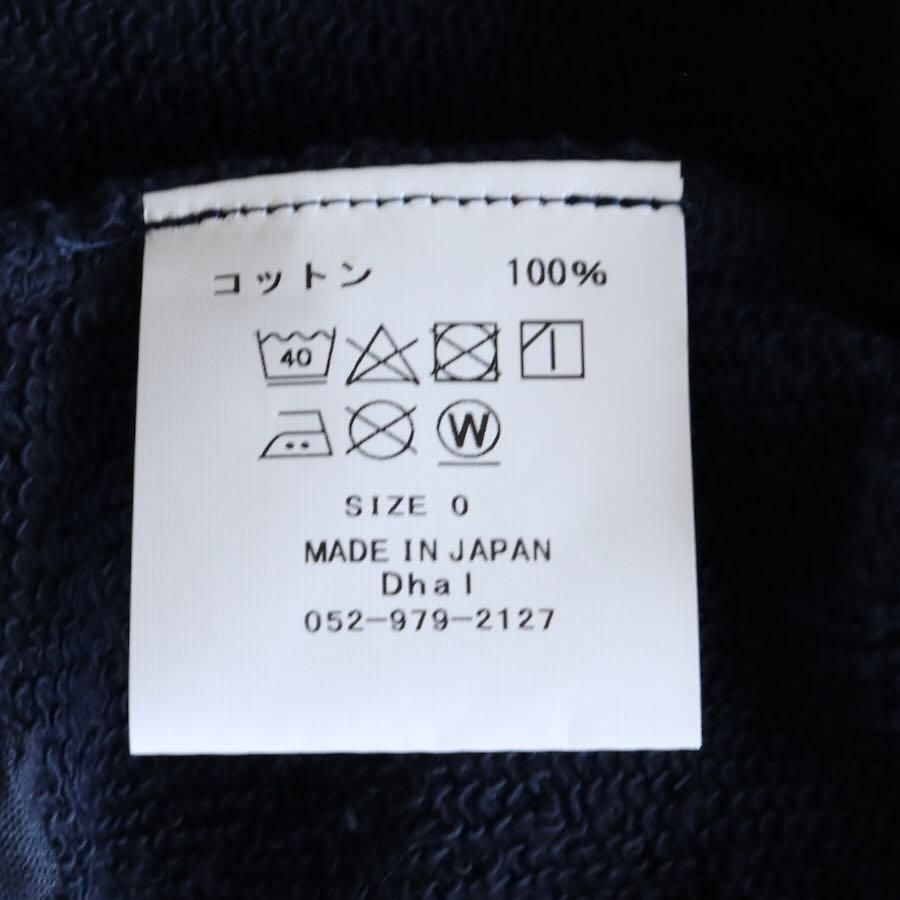 コットン 100%
40
W
SIZE 0
MADE IN JAPAN
Dhal
052-979-2127